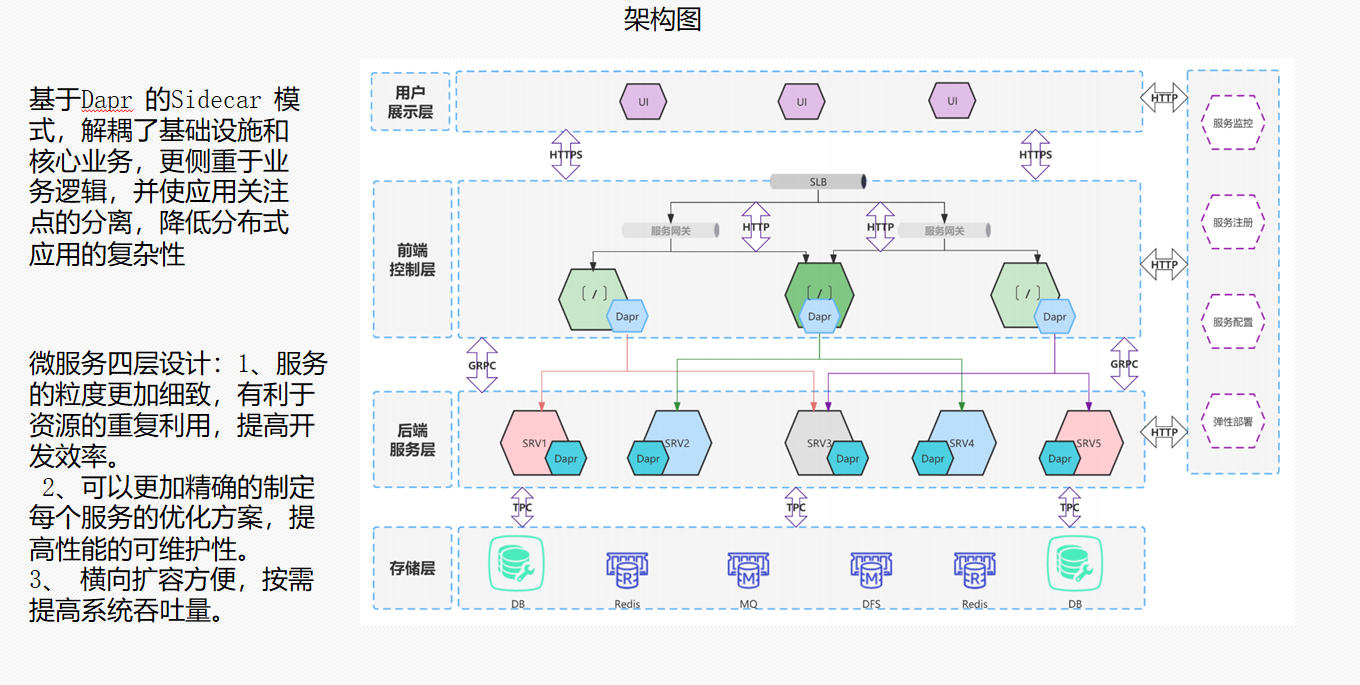 架构图
基于Dapr 的Sidecar 模
式，解耦了基础设施和
核心业务，更侧重于业
务逻辑，并使应用关注
点的分离，降低分布式
应用的复杂性
微服务四层设计：1、服务
的粒度更加细致，有利于
资源的重复利用，提高开
发效率。
2、可以更加精确的制定
每个服务的优化方案，提
高性能的可维护性。
3、 横向扩容方便，按需
提高系统吞吐量。
用户
展示层
UI
UI
UI
HTTP
HTTPS
HTTPS
前端
控制层
SLB
服务网关
HTTP
HTTP
服务网关
[/]
Dapr
[/]
Dapr
[/]
Dapr
HTTP
GRPC
GRPC
后端
服务层
SRV1
Dapr
SRV2
Dapr
SRV3
Dapr
SRV4
Dapr
SRV5
Dapr
HTTP
TPC
TPC
TPC
存储层
DB
R
Redis
M
MQ
M
DFS
R
Redis
DB
服务监控
服务注册
服务配置
弹性部署